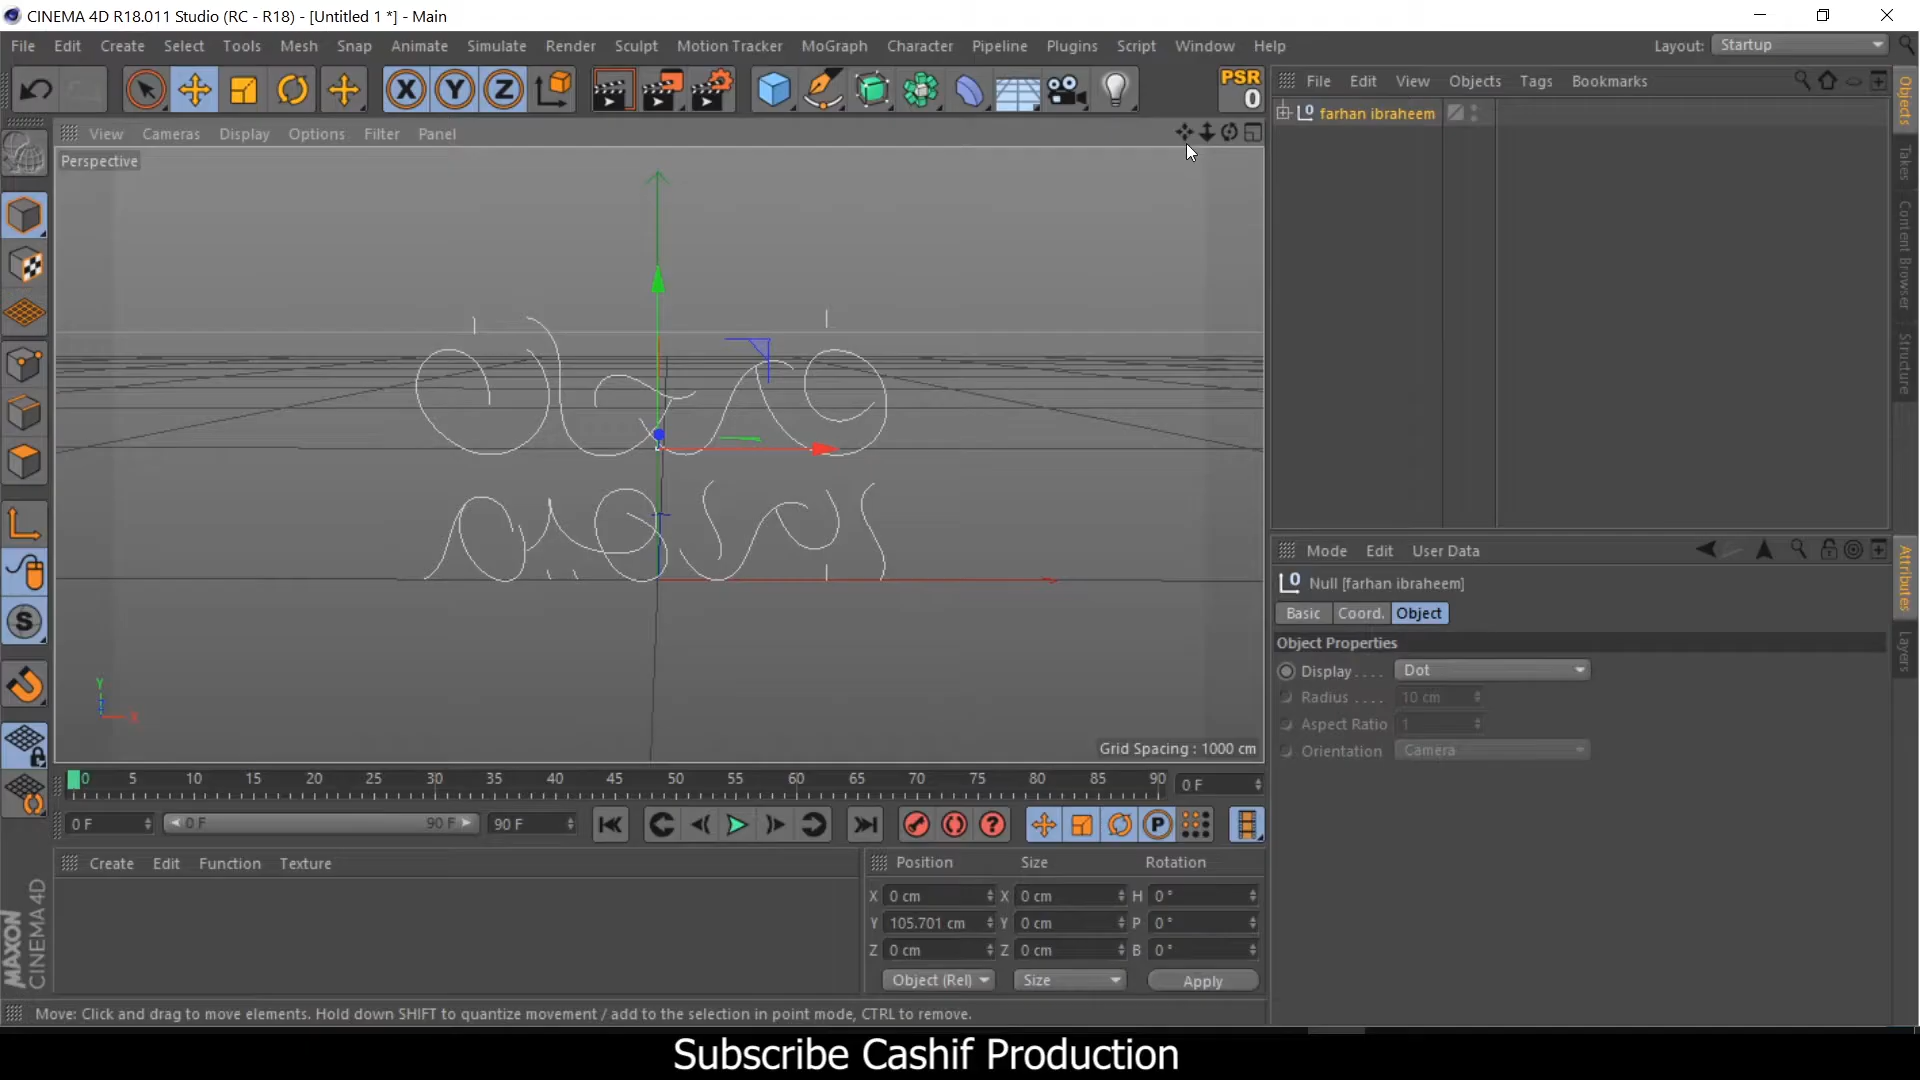 CINEMA 4D R18.011 Studio (RC - R18) - [Untitled 1 *] - Main
File Edit Create Select Tools Mesh Snap Animate Simulate Render Sculpt Motion Tracker MoGraph Character Pipeline Plugins Script Window Help Layout: Startup
PSR
0
X Y Z
File Edit View Objects Tags Bookmarks
farhan ibraheem
View Cameras Display Options Filter Panel
Perspective
Grid Spacing : 1000 cm
Y
X
Objects
Takes
Content Browser
Structure
Mode Edit User Data
Null [farhan ibraheem]
Basic Coord. Object
Object Properties
Display . . . . Dot
Radius . . . . 10 cm
Aspect Ratio 1
Orientation Camera
Attributes
Layers
0 5 10 15 20 25 30 35 40 45 50 55 60 65 70 75 80 85 90 0 F
0 F 0 F 90 F 90 F
Create Edit Function Texture
Position Size Rotation
X 0 cm X 0 cm H 0 °
Y 105.701 cm Y 0 cm P 0 °
Z 0 cm Z 0 cm B 0 °
Object (Rel) Size Apply
MAXON
CINEMA 4D
Move: Click and drag to move elements. Hold down SHIFT to quantize movement / add to the selection in point mode, CTRL to remove.
Subscribe Cashif Production